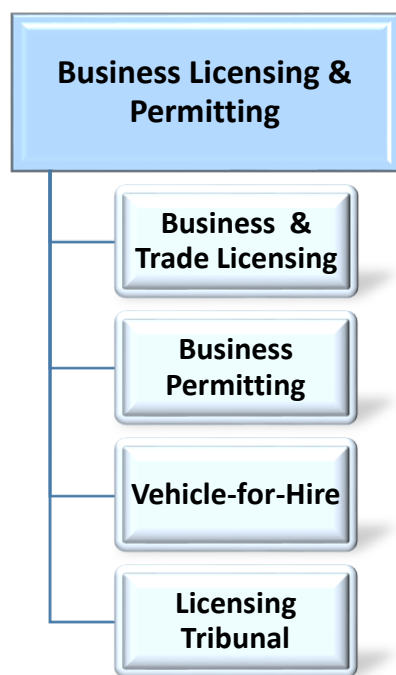 Business Licensing &
Permitting
Business &
Trade Licensing
Business
Permitting
Vehicle-for-Hire
Licensing
Tribunal